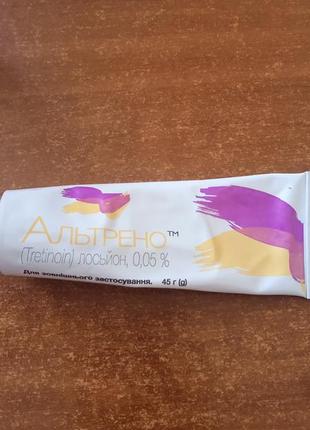 Альтрено™
(Tretinoin) лосьйон, 0,05 %
Для зовнішнього застосування. 45 г (g)